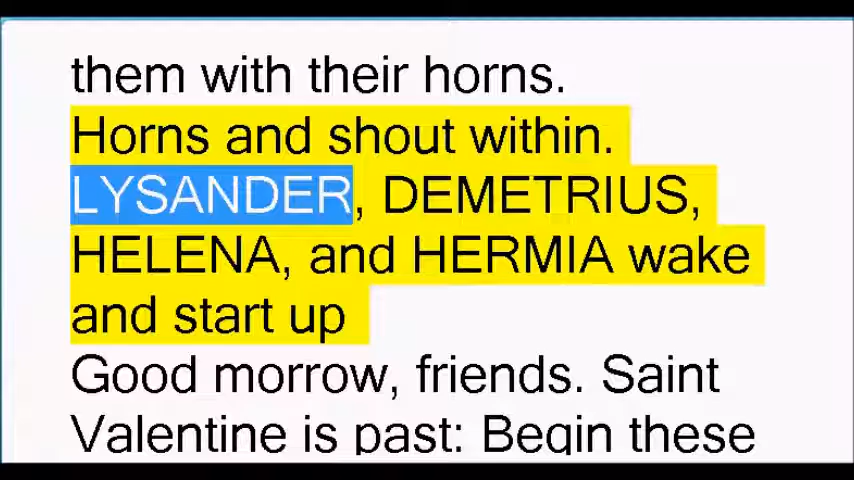 them with their horns.
Horns and shout within.
LYSANDER, DEMETRIUS,
HELENA, and HERMIA wake
and start up
Good morrow, friends. Saint
Valentine is past: Begin these